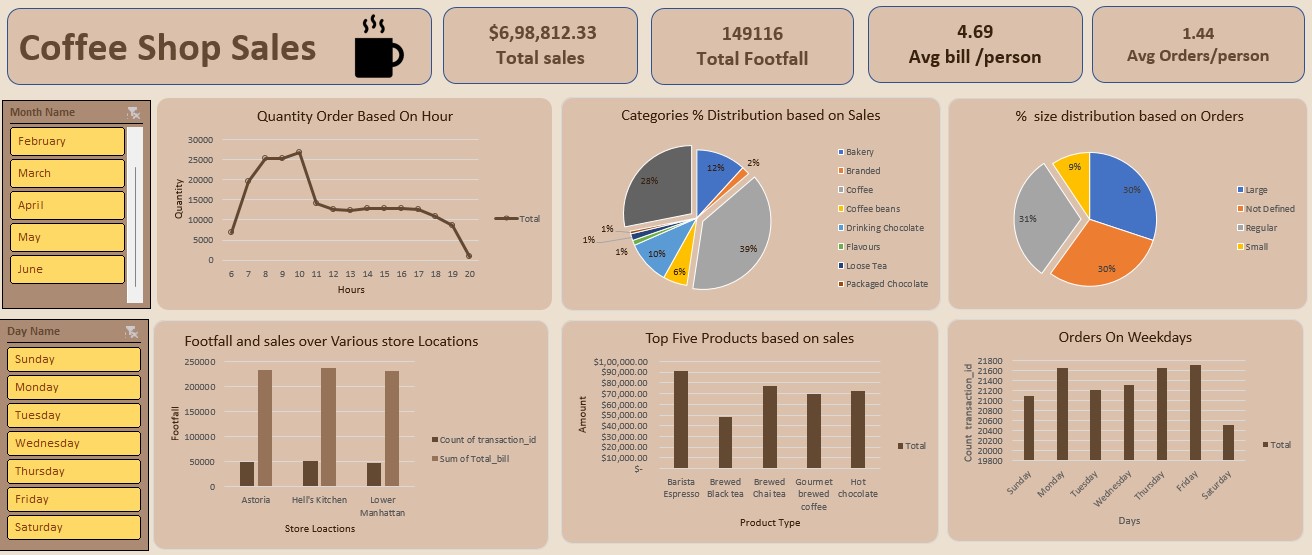 Coffee Shop Sales
$6,98,812.33
Total sales
149116
Total Footfall
4.69
Avg bill /person
1.44
Avg Orders/person
Month Name
February
March
April
May
June
Quantity Order Based On Hour
30000
25000
20000
15000
10000
5000
0
Quantity
6 7 8 9 10 11 12 13 14 15 16 17 18 19 20
Hours
Total
Categories % Distribution based on Sales
12%
2%
39%
6%
10%
1%
1%
1%
28%
Bakery
Branded
Coffee
Coffee beans
Drinking Chocolate
Flavours
Loose Tea
Packaged Chocolate
% size distribution based on Orders
30%
30%
31%
9%
Large
Not Defined
Regular
Small
Day Name
Sunday
Monday
Tuesday
Wednesday
Thursday
Friday
Saturday
Footfall and sales over Various store Locations
250000
200000
150000
100000
50000
0
Footfall
Astoria Hell's Kitchen Lower
Manhattan
Store Loactions
Count of transaction_id
Sum of Total_bill
Top Five Products based on sales
$1,00,000.00
$90,000.00
$80,000.00
$70,000.00
$60,000.00
$50,000.00
$40,000.00
$30,000.00
$20,000.00
$10,000.00
$-
Amount
Barista Brewed Brewed Gourmet Hot
Espresso Black tea Chai tea brewed chocolate
coffee
Product Type
Total
Orders On Weekdays
21800
21600
21400
21200
21000
20800
20600
20400
20200
20000
19800
Count transaction_id
Sunday Monday Tuesday Wednesday Thursday Friday Saturday
Days
Total